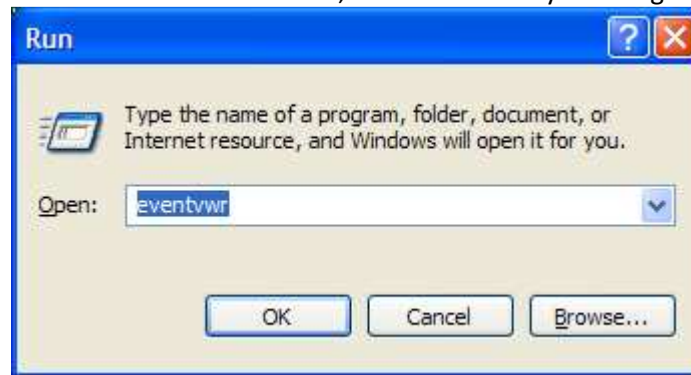 Run
Type the name of a program, folder, document, or
Internet resource, and Windows will open it for you.
Open: eventvwr
OK Cancel Browse...